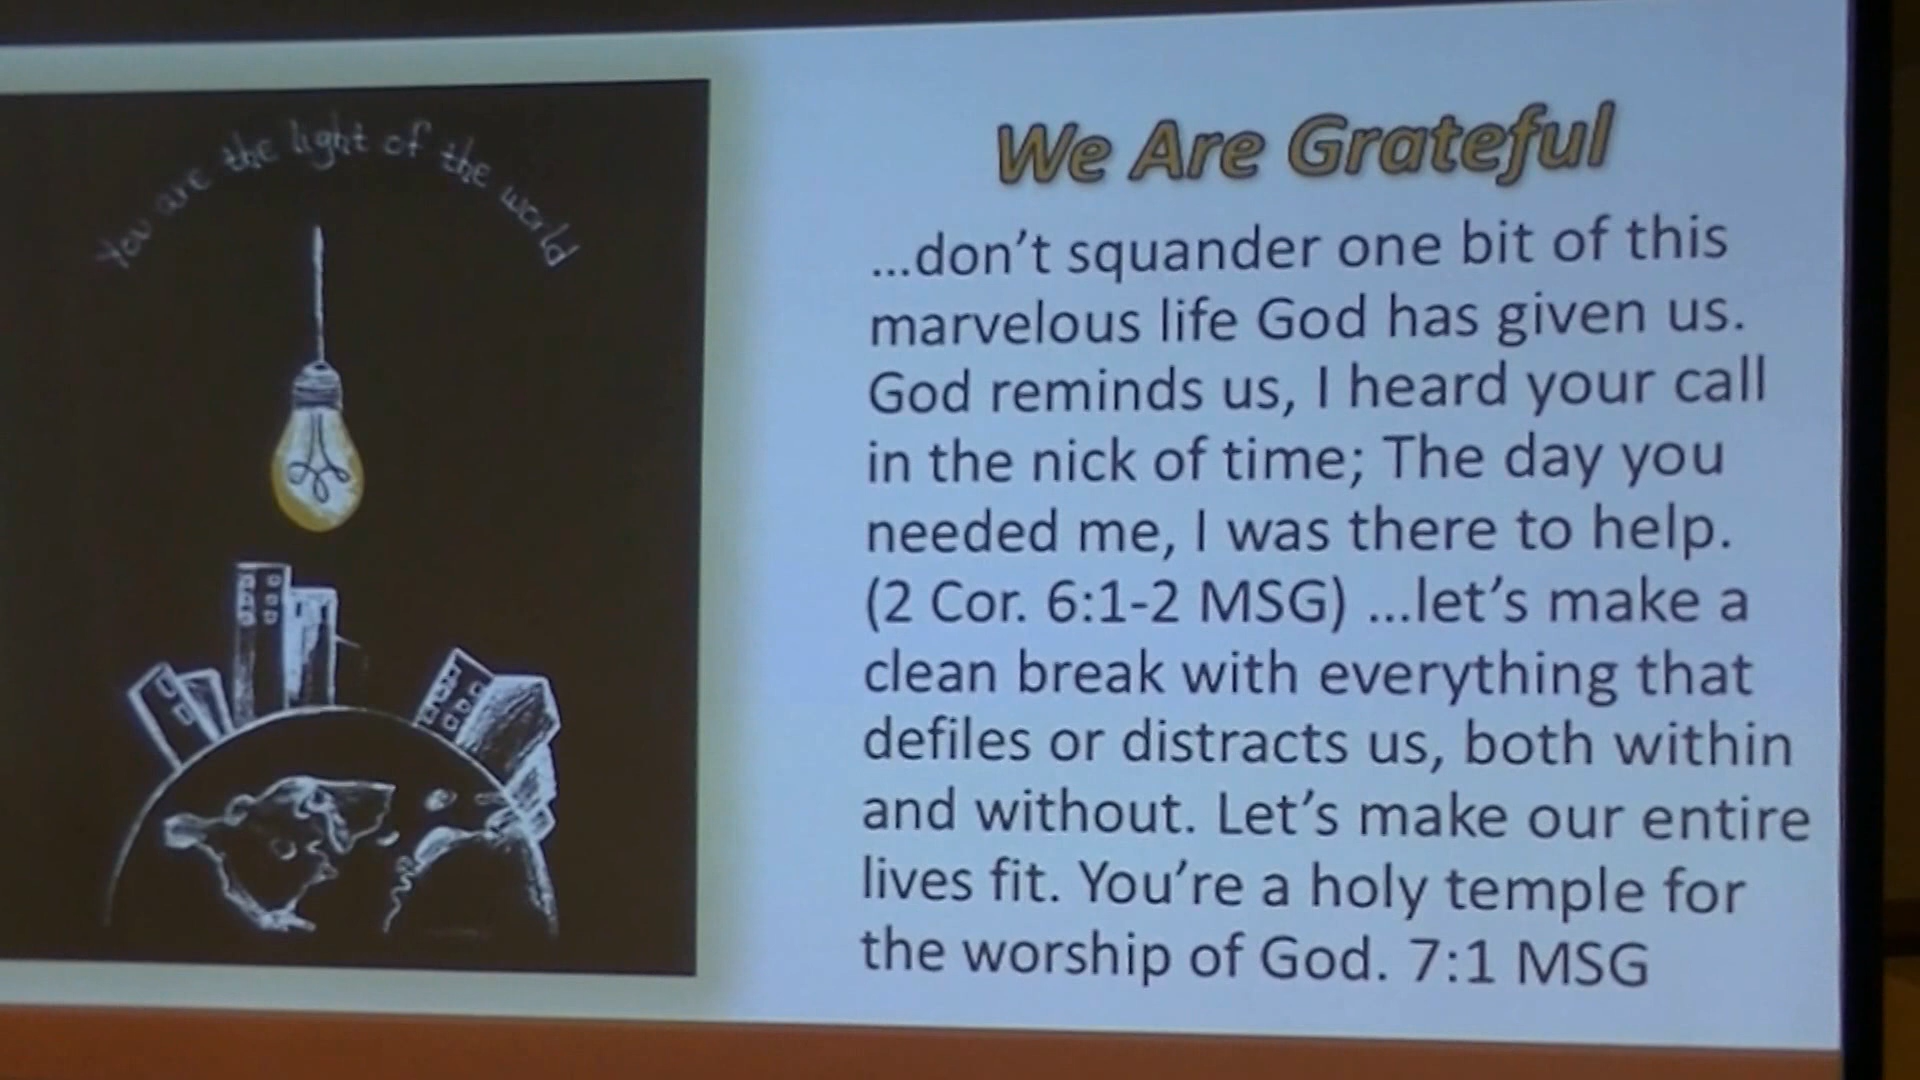 You are the light of the world
We Are Grateful
...don't squander one bit of this
marvelous life God has given us.
God reminds us, I heard your call
in the nick of time; The day you
needed me, I was there to help.
(2 Cor. 6:1-2 MSG) ...let's make a
clean break with everything that
defiles or distracts us, both within
and without. Let's make our entire
lives fit. You're a holy temple for
the worship of God. 7:1 MSG